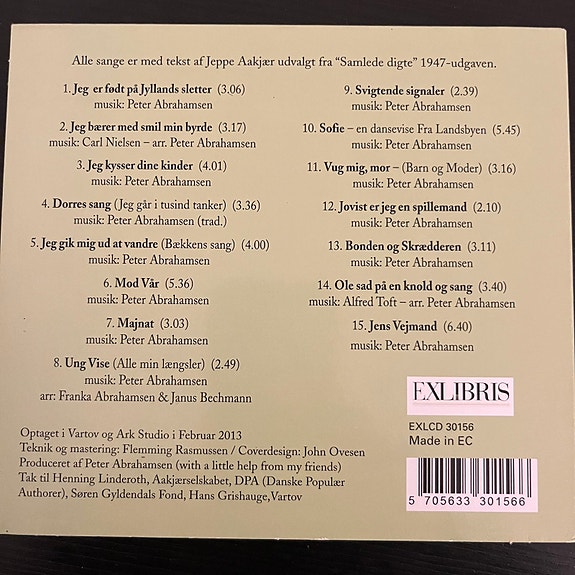 Alle sange er med tekst af Jeppe Aakjær udvalgt fra "Samlede digte" 1947-udgaven.
1. Jeg er født på Jyllands sletter (3.06)
musik: Peter Abrahamsen
2. Jeg bærer med smil min byrde (3.17)
musik: Carl Nielsen – arr. Peter Abrahamsen
3. Jeg kysser dine kinder (4.01)
musik: Peter Abrahamsen
4. Dorres sang (Jeg går i tusind tanker) (3.36)
musik: Peter Abrahamsen (trad.)
5. Jeg gik mig ud at vandre (Bækkens sang) (4.00)
musik: Peter Abrahamsen
6. Mod Vår (5.36)
musik: Peter Abrahamsen
7. Majnat (3.03)
musik: Peter Abrahamsen
8. Ung Vise (Alle min længsler) (2.49)
musik: Peter Abrahamsen
arr: Franka Abrahamsen & Janus Bechmann
9. Svigtende signaler (2.39)
musik: Peter Abrahamsen
10. Sofie – en dansevise Fra Landsbyen (5.45)
musik: Peter Abrahamsen
11. Vug mig, mor – (Barn og Moder) (3.16)
musik: Peter Abrahamsen
12. Jovist er jeg en spillemand (2.10)
musik: Peter Abrahamsen
13. Bonden og Skrædderen (3.11)
musik: Peter Abrahamsen
14. Ole sad på en knold og sang (3.40)
musik: Alfred Toft – arr. Peter Abrahamsen
15. Jens Vejmand (6.40)
musik: Peter Abrahamsen
Optaget i Vartov og Ark Studio i Februar 2013
Teknik og mastering: Flemming Rasmussen / Coverdesign: John Ovesen
Produceret af Peter Abrahamsen (with a little help from my friends)
Tak til Henning Linderoth, Aakjærselskabet, DPA (Danske Populær
Authorer), Søren Gyldendals Fond, Hans Grishauge,Vartov
EXLIBRIS
EXLCD 30156
Made in EC
5 705633 301566